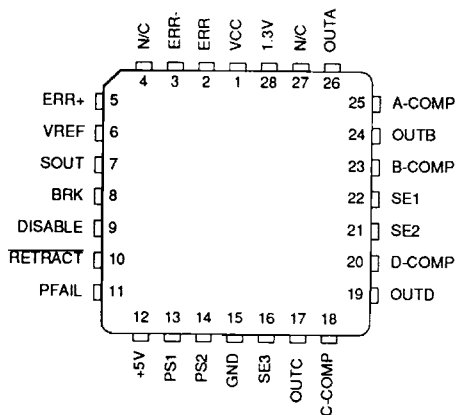 N/C ERR- ERR VCC 1.3V N/C OUTA
4 3 2 1 28 27 26
ERR+ 5
VREF 6
SOUT 7
BRK 8
DISABLE 9
RETRACT 10
PFAIL 11
25 A-COMP
24 OUTB
23 B-COMP
22 SE1
21 SE2
20 D-COMP
19 OUTD
12 13 14 15 16 17 18
+5V PS1 PS2 GND SE3 OUTC C-COMP